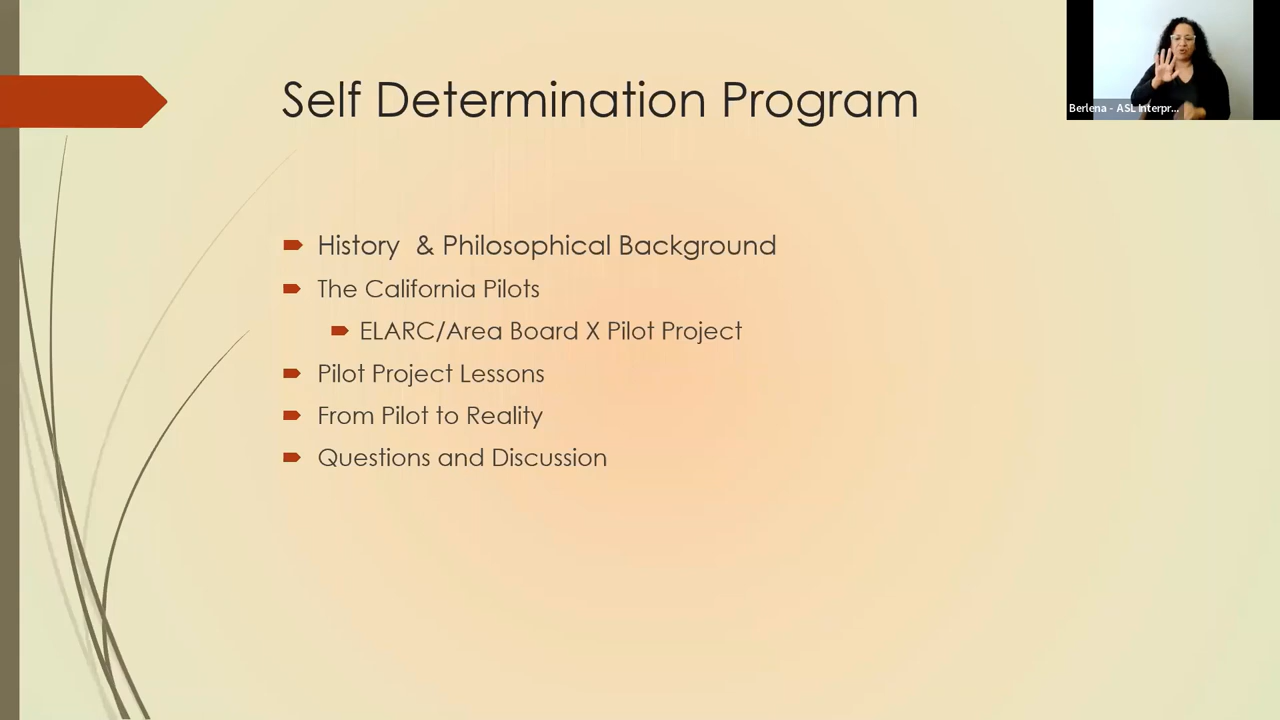 Self Determination Program
Berlena - ASL Interpr...
History & Philosophical Background
The California Pilots
ELARC/Area Board X Pilot Project
Pilot Project Lessons
From Pilot to Reality
Questions and Discussion